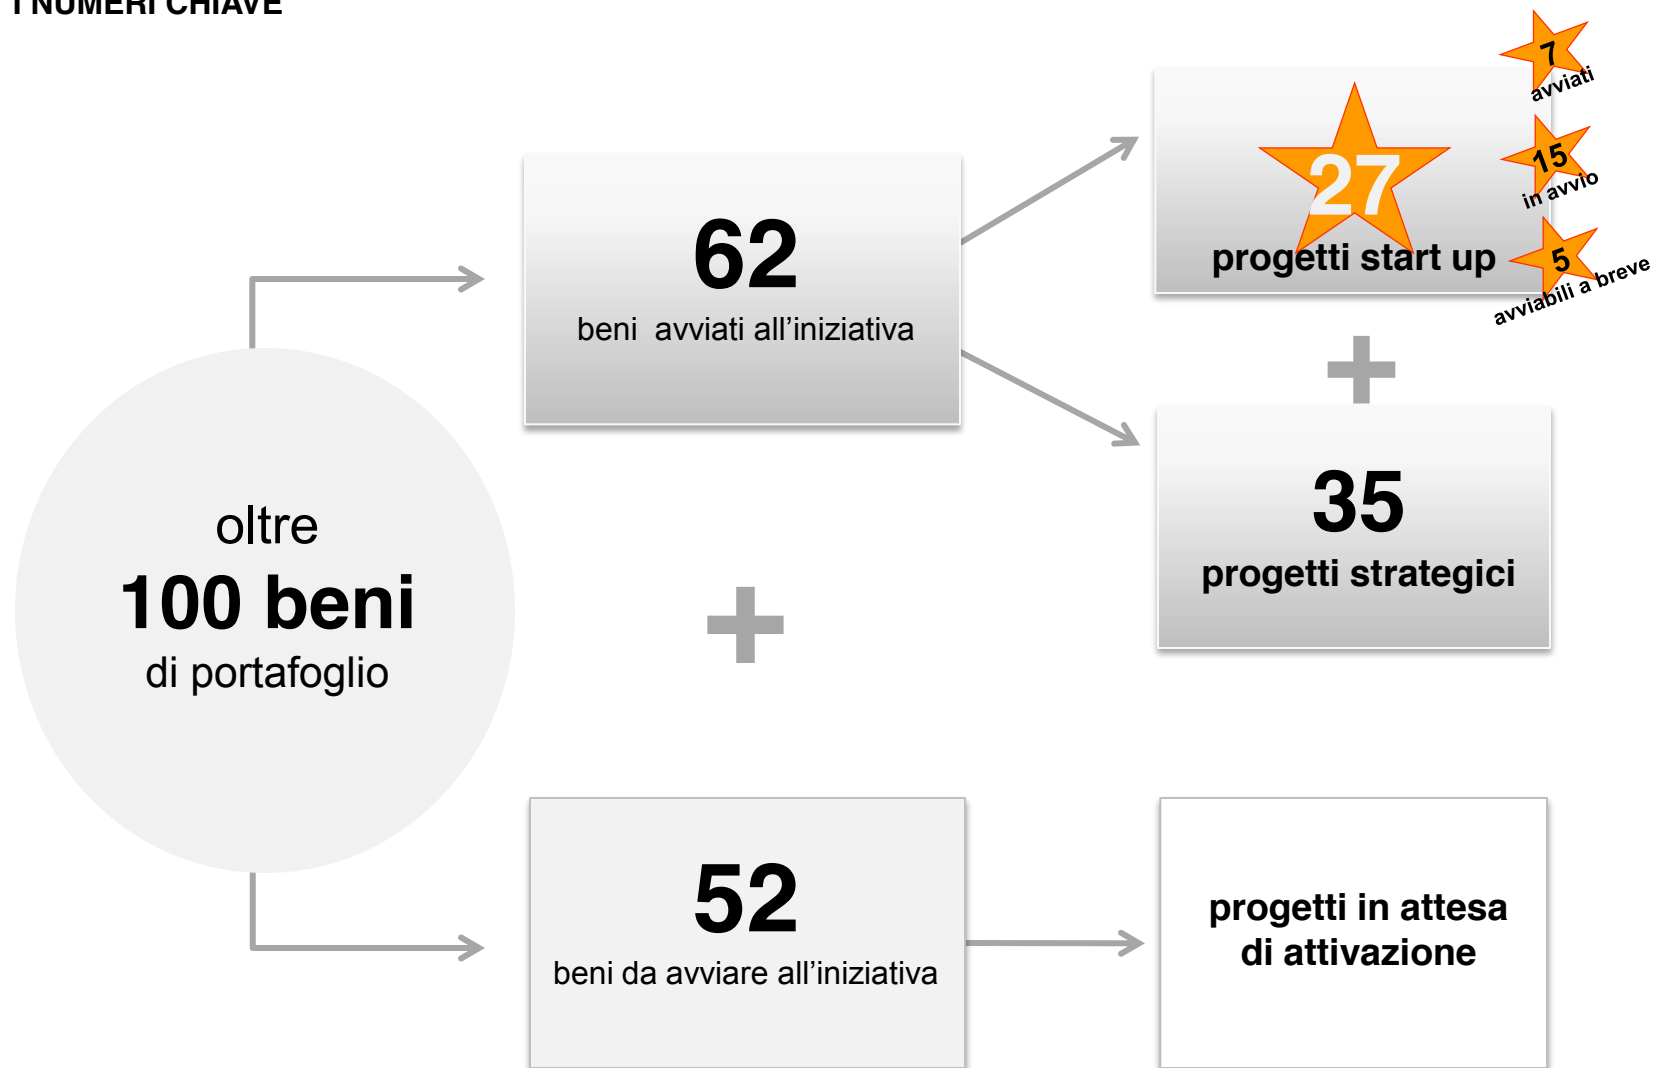 I NUMERI CHIAVE
oltre
100 beni
di portafoglio
62
beni avviati all’iniziativa
27
progetti start up
7
avviati
15
in avvio
5
avviabili a breve
+
35
progetti strategici
+
52
beni da avviare all’iniziativa
progetti in attesa
di attivazione